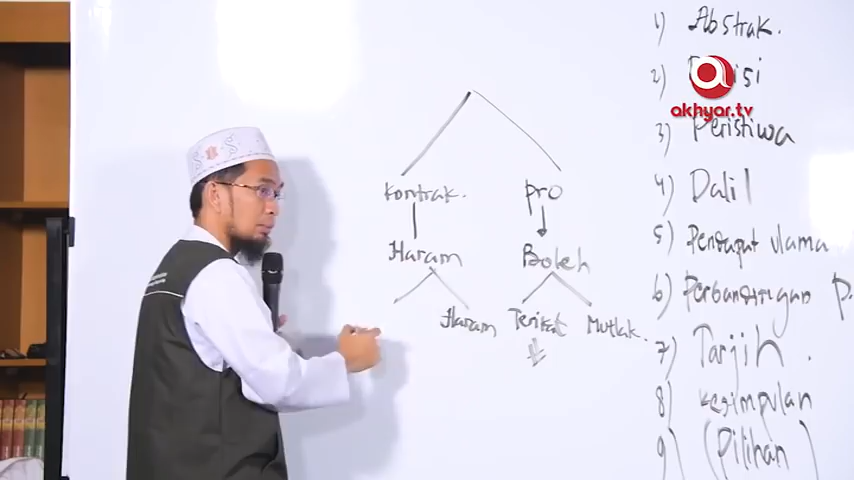 1) Abstrak.
2) isi
akhyar.tv
3) Peristiwa
4) Dalil
5) Pendapat ulama
6) Perbandingan P
7) Tarjih.
8) Kesimpulan
9) (Pilihan)
Kontrak. pro
Haram Boleh
Haram Terikat Mutlak.
#